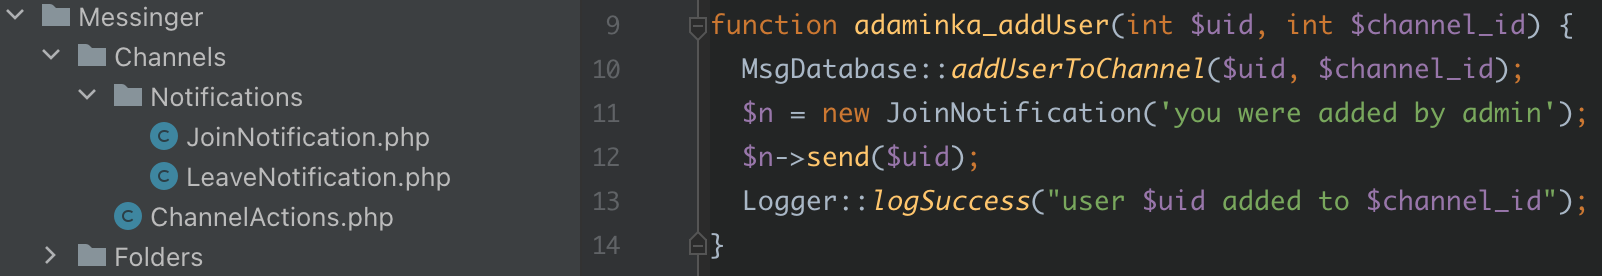 Messinger
Channels
Notifications
JoinNotification.php
LeaveNotification.php
ChannelActions.php
Folders
9 function adaminka_addUser(int $uid, int $channel_id) {
10 MsgDatabase::addUserToChannel($uid, $channel_id);
11 $n = new JoinNotification('you were added by admin');
12 $n->send($uid);
13 Logger::logSuccess("user $uid added to $channel_id");
14 }